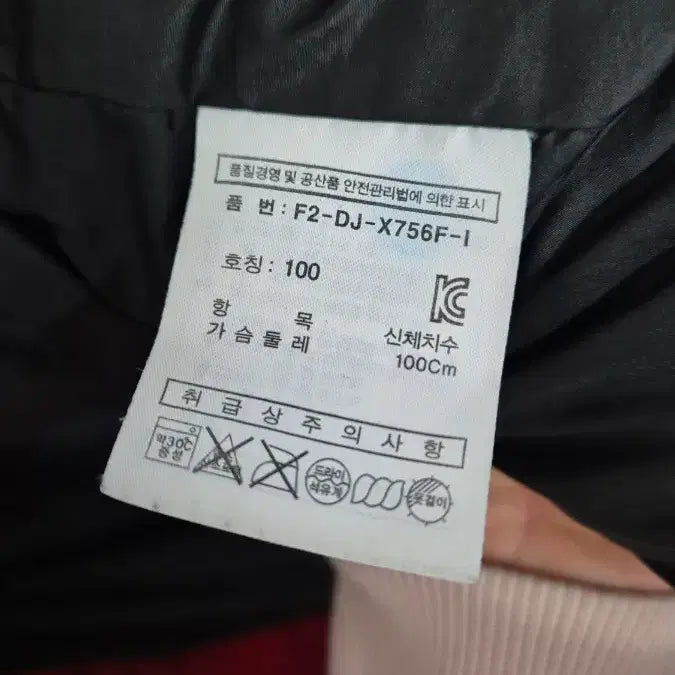 품질경영 및 공산품 안전관리법에 의한 표시
품 번 : F2-DJ-X756F-I
호칭 : 100
항 목 신체치수
가슴둘레 100Cm
취급상주의사항
약30℃ 중성
드라이 석유계
옷걸이